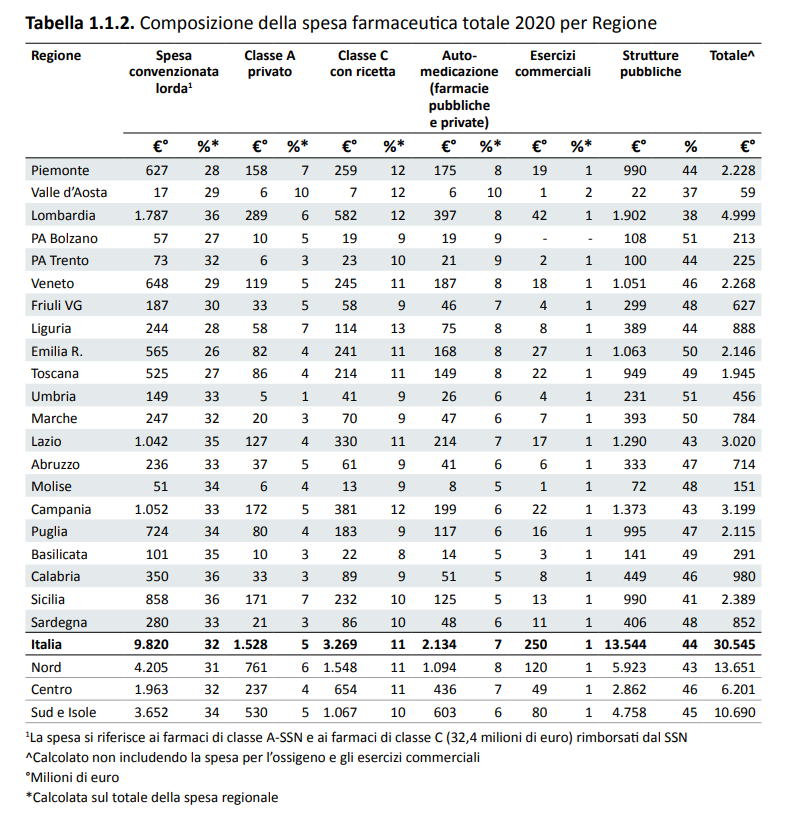 Tabella 1.1.2. Composizione della spesa farmaceutica totale 2020 per Regione
Regione Spesa convenzionata lorda¹ Classe A privato Classe C con ricetta Auto-medicazione (farmacie pubbliche e private) Esercizi commerciali Strutture pubbliche Totale^
€° %* €° %* €° %* €° %* €° %* €° % €°
Piemonte 627 28 158 7 259 12 175 8 19 1 990 44 2.228
Valle d'Aosta 17 29 6 10 7 12 6 10 1 2 22 37 59
Lombardia 1.787 36 289 6 582 12 397 8 42 1 1.902 38 4.999
PA Bolzano 57 27 10 5 19 9 19 9 - - 108 51 213
PA Trento 73 32 6 3 23 10 21 9 2 1 100 44 225
Veneto 648 29 119 5 245 11 187 8 18 1 1.051 46 2.268
Friuli VG 187 30 33 5 58 9 46 7 4 1 299 48 627
Liguria 244 28 58 7 114 13 75 8 8 1 389 44 888
Emilia R. 565 26 82 4 241 11 168 8 27 1 1.063 50 2.146
Toscana 525 27 86 4 214 11 149 8 22 1 949 49 1.945
Umbria 149 33 5 1 41 9 26 6 4 1 231 51 456
Marche 247 32 20 3 70 9 47 6 7 1 393 50 784
Lazio 1.042 35 127 4 330 11 214 7 17 1 1.290 43 3.020
Abruzzo 236 33 37 5 61 9 41 6 6 1 333 47 714
Molise 51 34 6 4 13 9 8 5 1 1 72 48 151
Campania 1.052 33 172 5 381 12 199 6 22 1 1.373 43 3.199
Puglia 724 34 80 4 183 9 117 6 16 1 995 47 2.115
Basilicata 101 35 10 3 22 8 14 5 3 1 141 49 291
Calabria 350 36 33 3 89 9 51 5 8 1 449 46 980
Sicilia 858 36 171 7 232 10 125 5 13 1 990 41 2.389
Sardegna 280 33 21 3 86 10 48 6 11 1 406 48 852
Italia 9.820 32 1.528 5 3.269 11 2.134 7 250 1 13.544 44 30.545
Nord 4.205 31 761 6 1.548 11 1.094 8 120 1 5.923 43 13.651
Centro 1.963 32 237 4 654 11 436 7 49 1 2.862 46 6.201
Sud e Isole 3.652 34 530 5 1.067 10 603 6 80 1 4.758 45 10.690
¹La spesa si riferisce ai farmaci di classe A-SSN e ai farmaci di classe C (32,4 milioni di euro) rimborsati dal SSN
^Calcolato non includendo la spesa per l'ossigeno e gli esercizi commerciali
°Milioni di euro
*Calcolata sul totale della spesa regionale